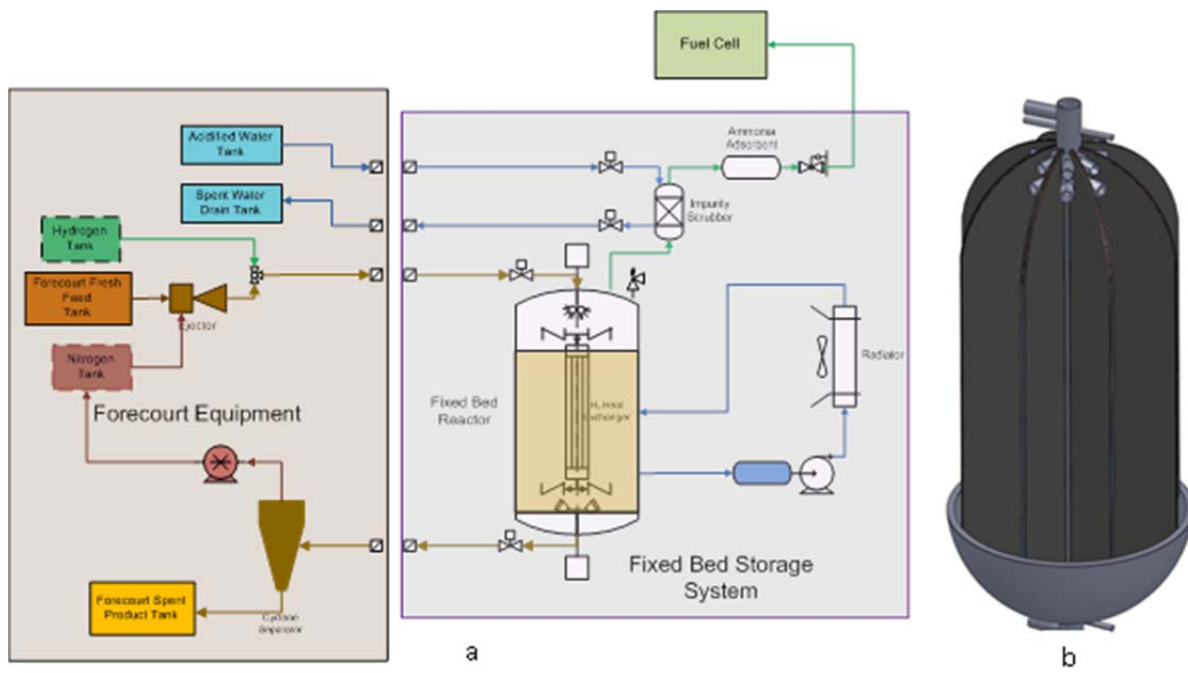 Fuel Cell
Acidified Water
Tank
Spent Water
Drain Tank
Hydrogen
Tank
Forecourt Fresh
Feed
Tank
Ejector
Nitrogen
Tank
Forecourt Equipment
Forecourt Spent
Product Tank
Cyclone
Separator
Ammonia
Adsorbent
Impurity
Scrubber
Fixed Bed
Reactor
H₂ Heat
Exchanger
Radiator
Fixed Bed Storage
System
a
b